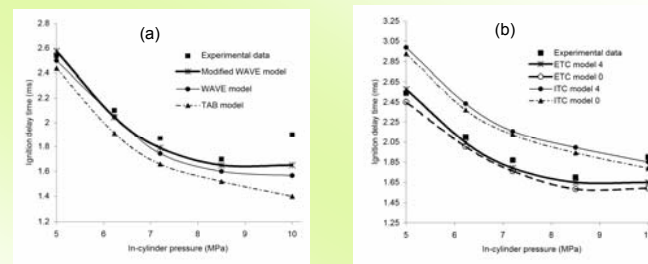 (a)
Ignition delay time (ms)
2.8
2.6
2.4
2.2
2
1.8
1.6
1.4
1.2
Experimental data
Modified WAVE model
WAVE model
TAB model
5
6
7
8
9
10
In-cylinder pressure (MPa)
(b)
Ignition delay time (ms)
3.25
3.05
2.85
2.65
2.45
2.25
2.05
1.85
1.65
1.45
1.25
Experimental data
ETC model 4
ETC model 0
ITC model 4
ITC model 0
5
6
7
8
9
In-cylinder pressure (MPa)